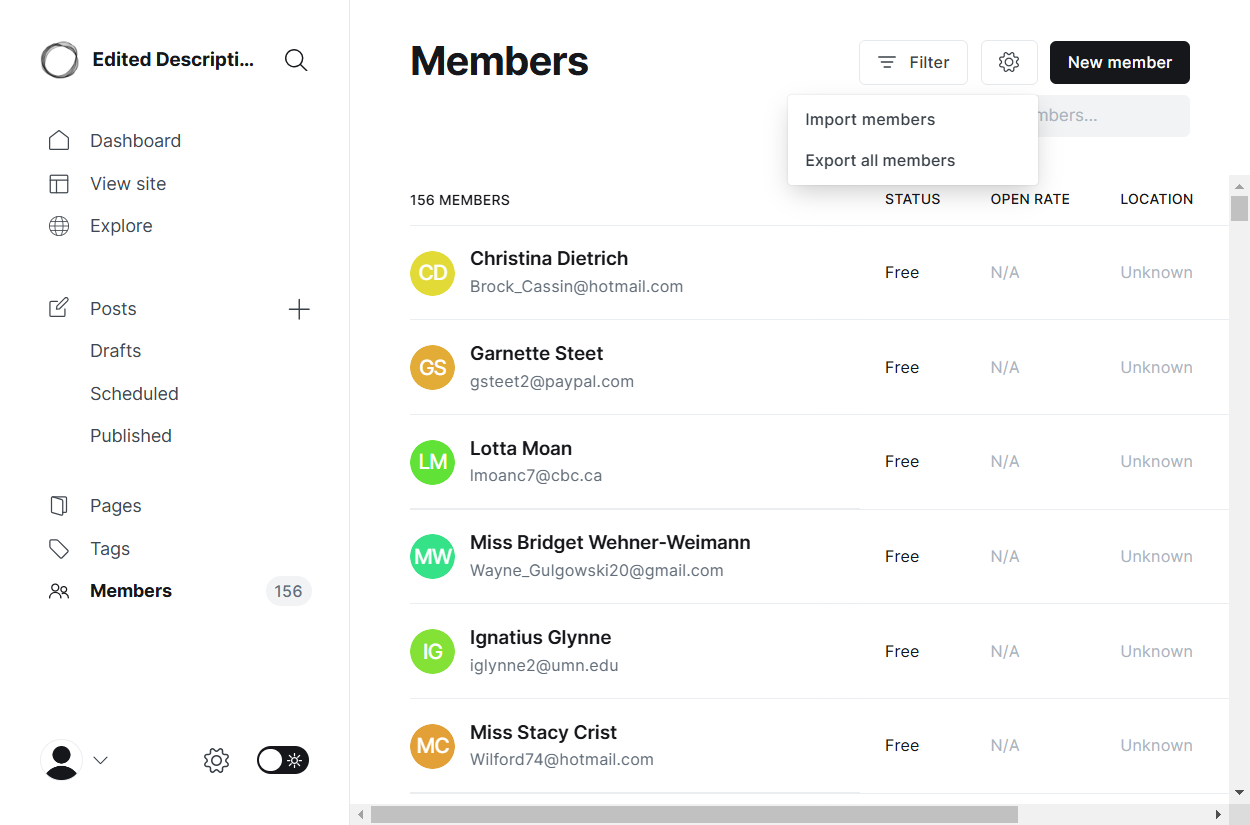 Edited Descripti...
Dashboard
View site
Explore
Posts
Drafts
Scheduled
Published
Pages
Tags
Members 156
Members
Filter
New member
Import members
Export all members
mbers...
156 MEMBERS STATUS OPEN RATE LOCATION
CD Christina Dietrich Free N/A Unknown
Brock_Cassin@hotmail.com
GS Garnette Steet Free N/A Unknown
gsteet2@paypal.com
LM Lotta Moan Free N/A Unknown
lmoanc7@cbc.ca
MW Miss Bridget Wehner-Weimann Free N/A Unknown
Wayne_Gulgowski20@gmail.com
IG Ignatius Glynne Free N/A Unknown
iglynne2@umn.edu
MC Miss Stacy Crist Free N/A Unknown
Wilford74@hotmail.com